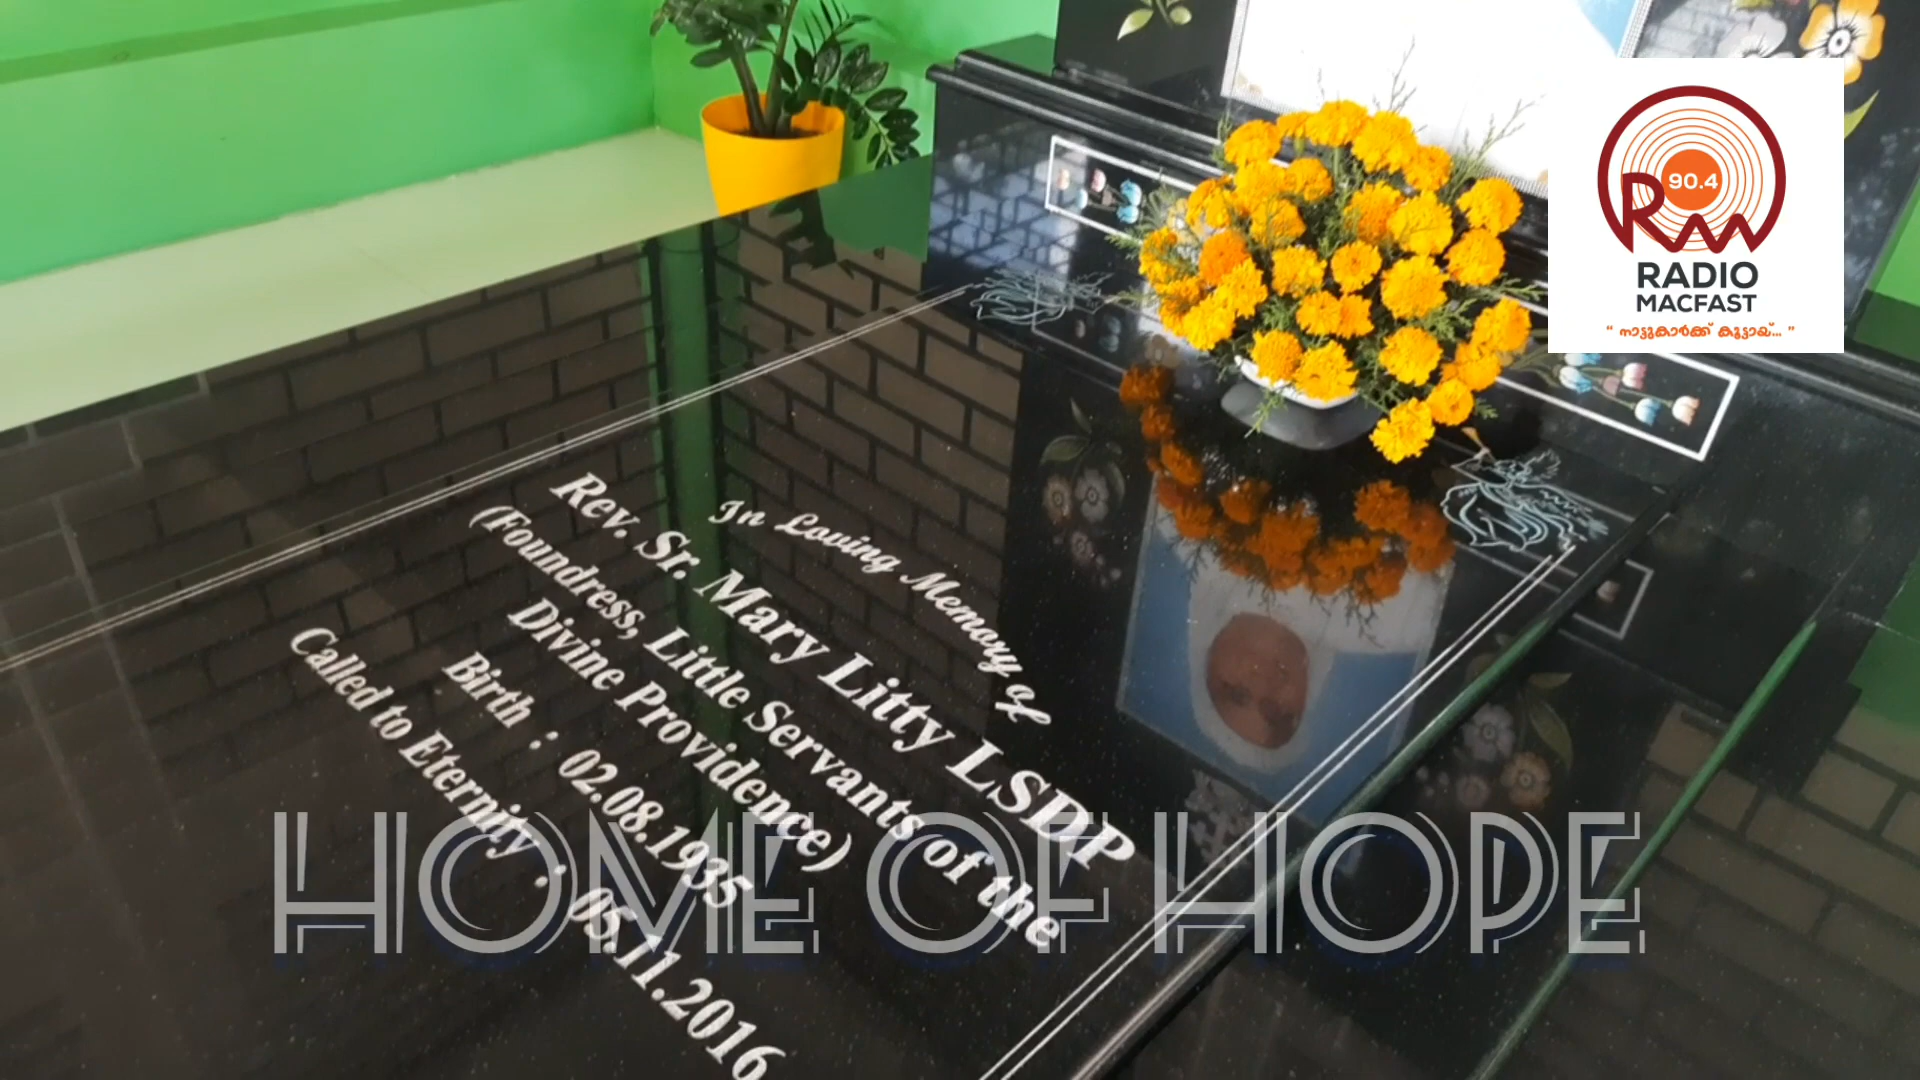 90.4
RM
RADIO
MACFAST
“ നാട്ടുകാർക്ക് കൂട്ടായ്... ”
In Loving Memory of
Rev. Sr. Mary Litty LSDP
(Foundress, Little Servants of the
Divine Providence)
Birth : 02.08.1935
Called to Eternity : 05.11.2016
HOME OF HOPE